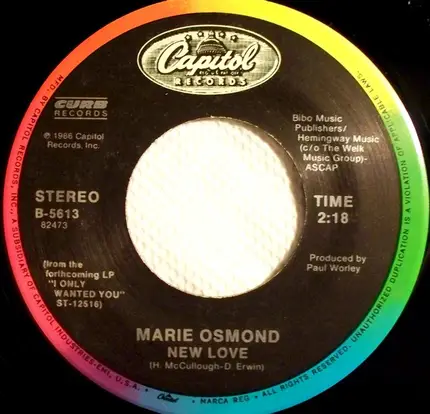 Capitol
RECORDS
CURB
RECORDS
℗ 1986 Capitol
Records, Inc.
Bibo Music
Publishers/
Hemingway Music
(c/o The Welk
Music Group)-
ASCAP
STEREO
B-5613
82473
TIME
2:18
(from the
forthcoming LP
"I ONLY
WANTED YOU"
ST-12516)
Produced by
Paul Worley
MARIE OSMOND
NEW LOVE
(H. McCullough-D. Erwin)
MFD. BY CAPITOL RECORDS, INC., A SUBSIDIARY OF CAPITOL INDUSTRIES-EMI, INC., U.S.A. • Capitol • MARCA REG • ALL RIGHTS RESERVED. UNAUTHORIZED DUPLICATION IS A VIOLATION OF APPLICABLE LAWS.